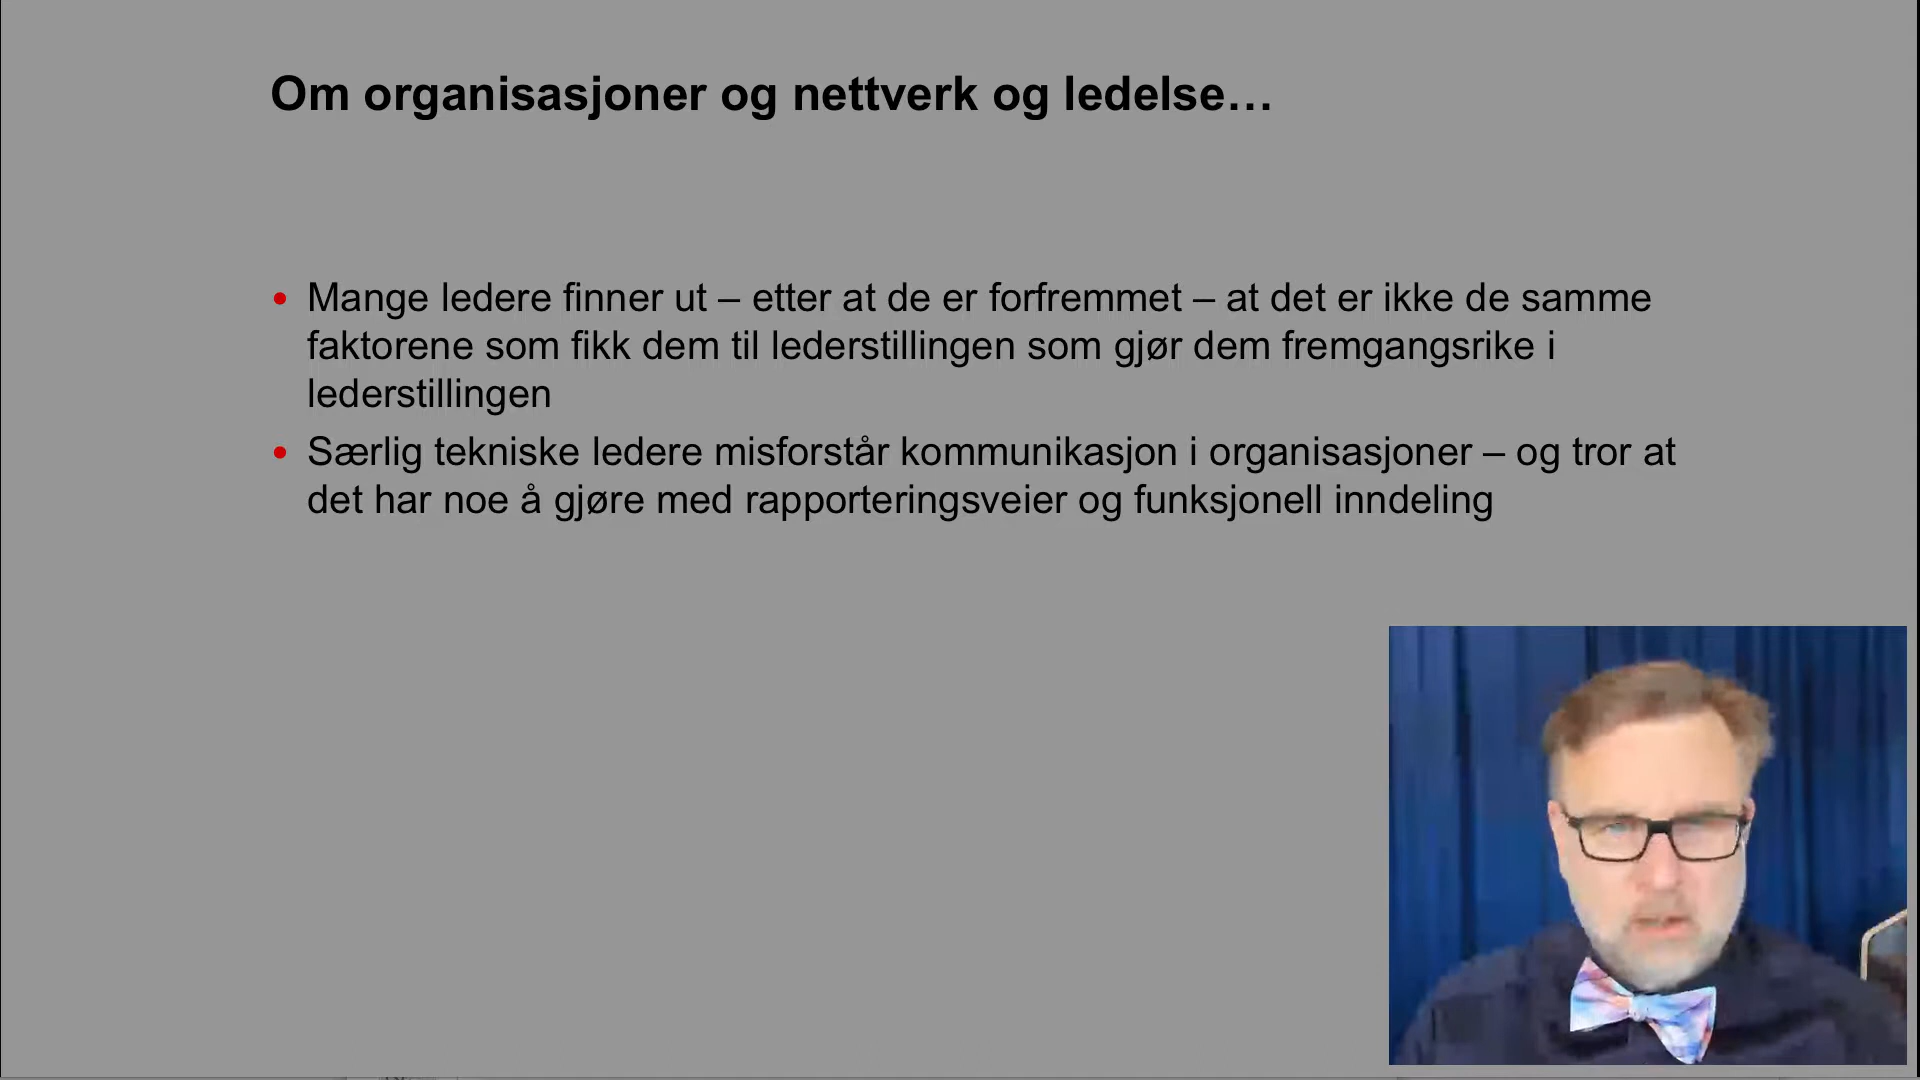 Om organisasjoner og nettverk og ledelse…
• Mange ledere finner ut – etter at de er forfremmet – at det er ikke de samme
faktorene som fikk dem til lederstillingen som gjør dem fremgangsrike i
lederstillingen
• Særlig tekniske ledere misforstår kommunikasjon i organisasjoner – og tror at
det har noe å gjøre med rapporteringsveier og funksjonell inndeling